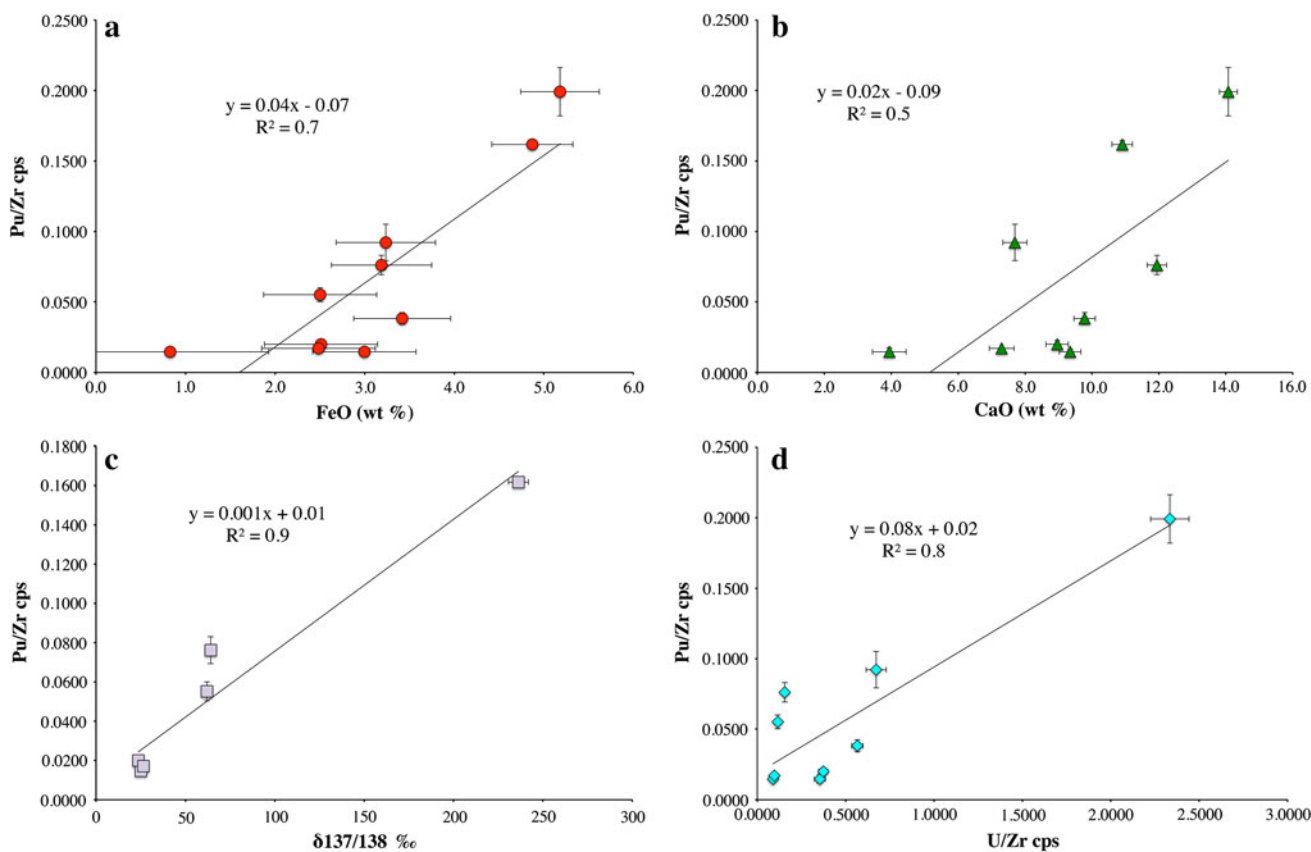 a
Pu/Zr cps
0.2500
0.2000
0.1500
0.1000
0.0500
0.0000
y = 0.04x - 0.07
R² = 0.7
0.0 1.0 2.0 3.0 4.0 5.0 6.0
FeO (wt %)
b
Pu/Zr cps
0.2500
0.2000
0.1500
0.1000
0.0500
0.0000
y = 0.02x - 0.09
R² = 0.5
0.0 2.0 4.0 6.0 8.0 10.0 12.0 14.0 16.0
CaO (wt %)
c
Pu/Zr cps
0.1800
0.1600
0.1400
0.1200
0.1000
0.0800
0.0600
0.0400
0.0200
0.0000
y = 0.001x + 0.01
R² = 0.9
0 50 100 150 200 250 300
δ137/138 ‰
d
Pu/Zr cps
0.2500
0.2000
0.1500
0.1000
0.0500
0.0000
y = 0.08x + 0.02
R² = 0.8
0.0000 0.5000 1.0000 1.5000 2.0000 2.5000 3.0000
U/Zr cps